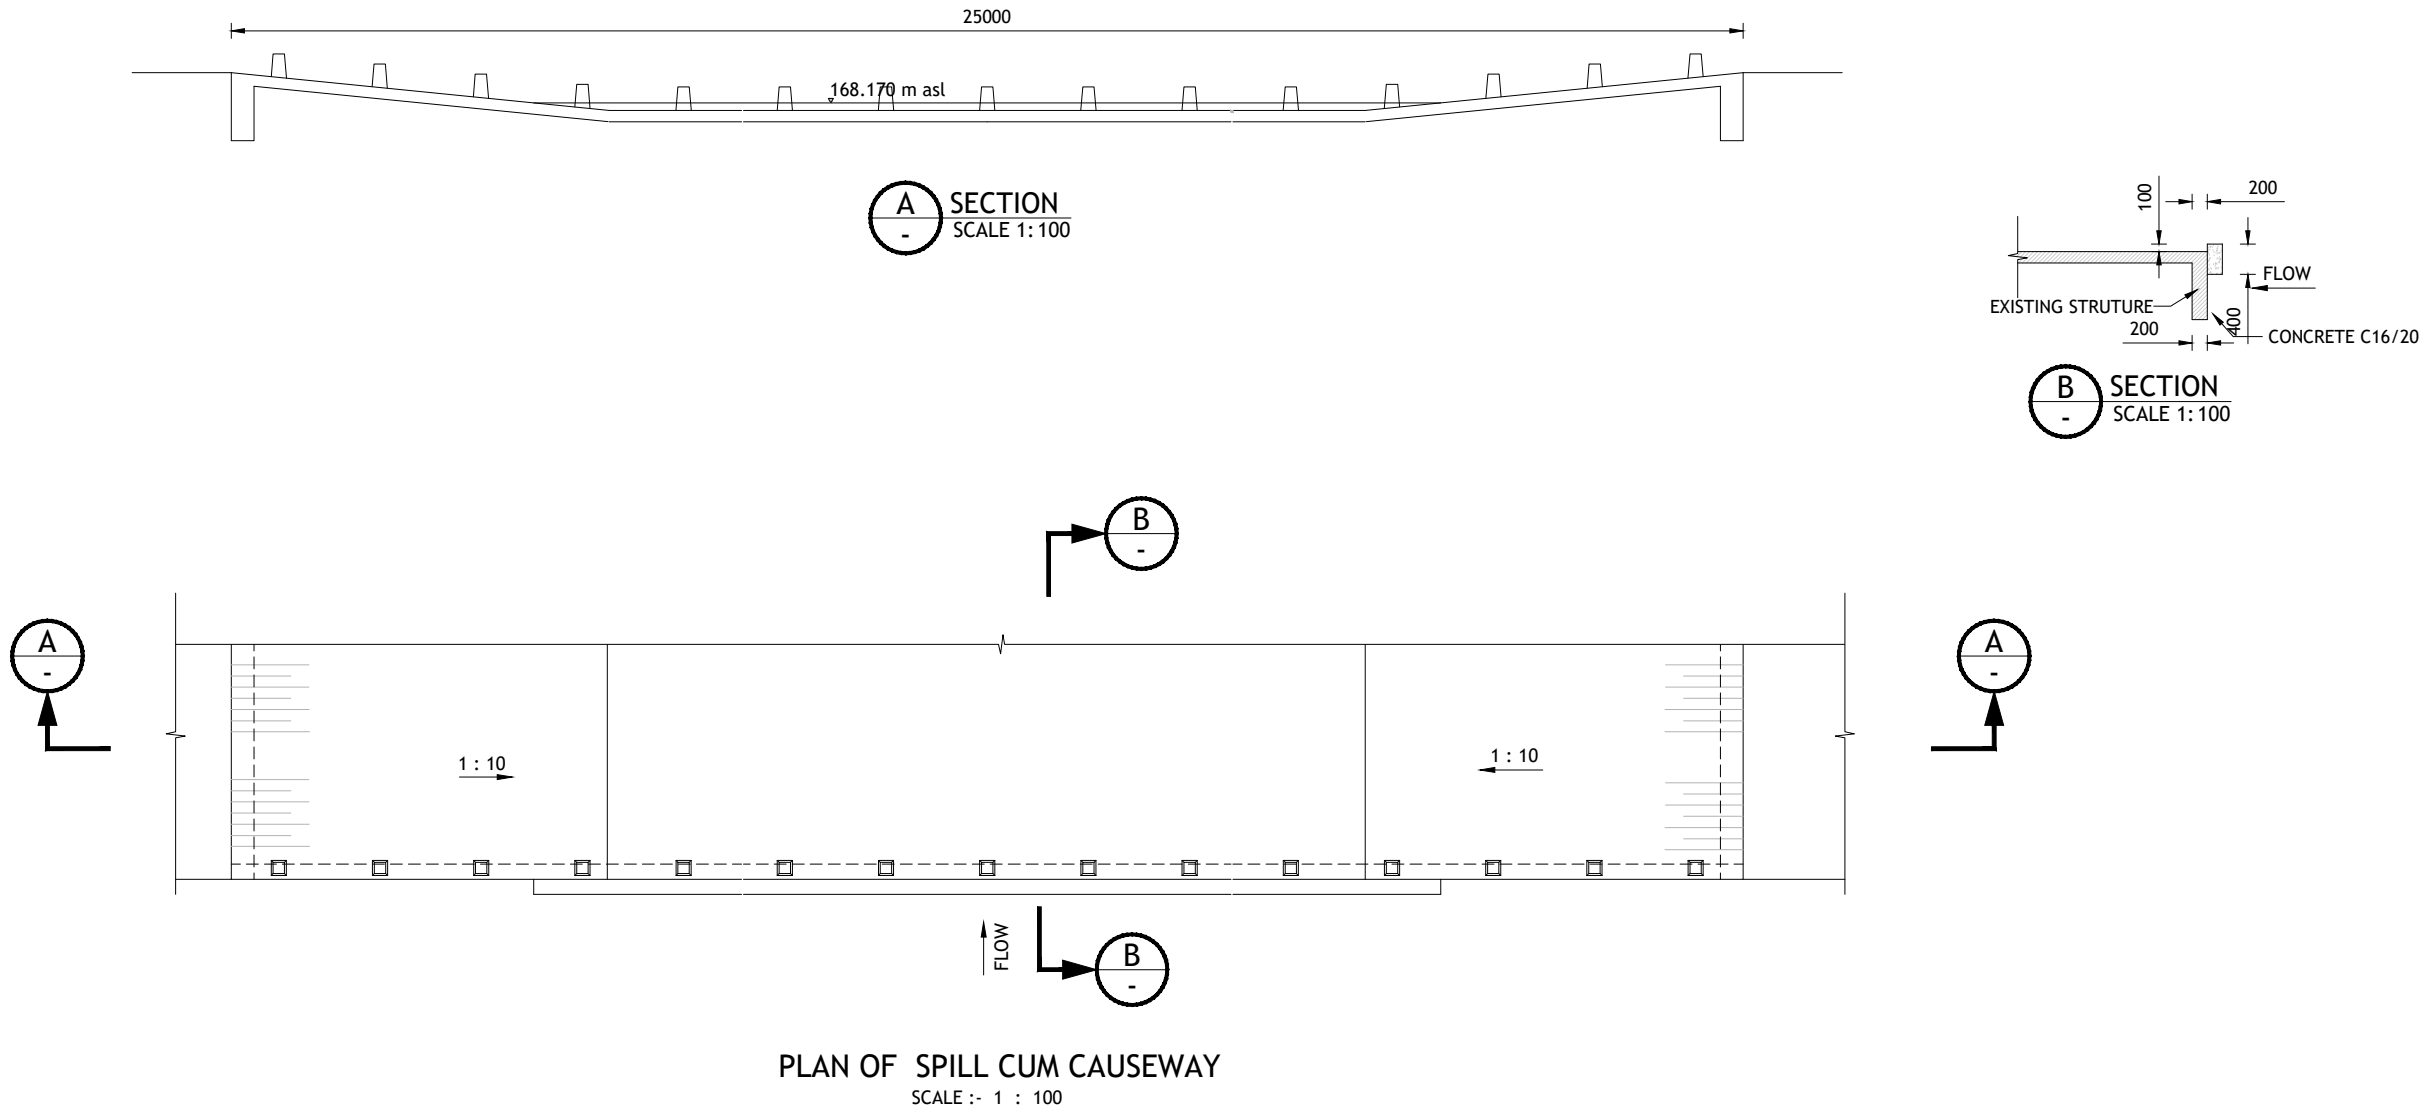 25000
168.170 m asl
A
-
SECTION
SCALE 1:100
100
200
FLOW
EXISTING STRUTURE
400
200
CONCRETE C16/20
B
-
SECTION
SCALE 1:100
B
-
A
-
A
-
1 : 10
1 : 10
FLOW
B
-
PLAN OF SPILL CUM CAUSEWAY
SCALE :- 1 : 100